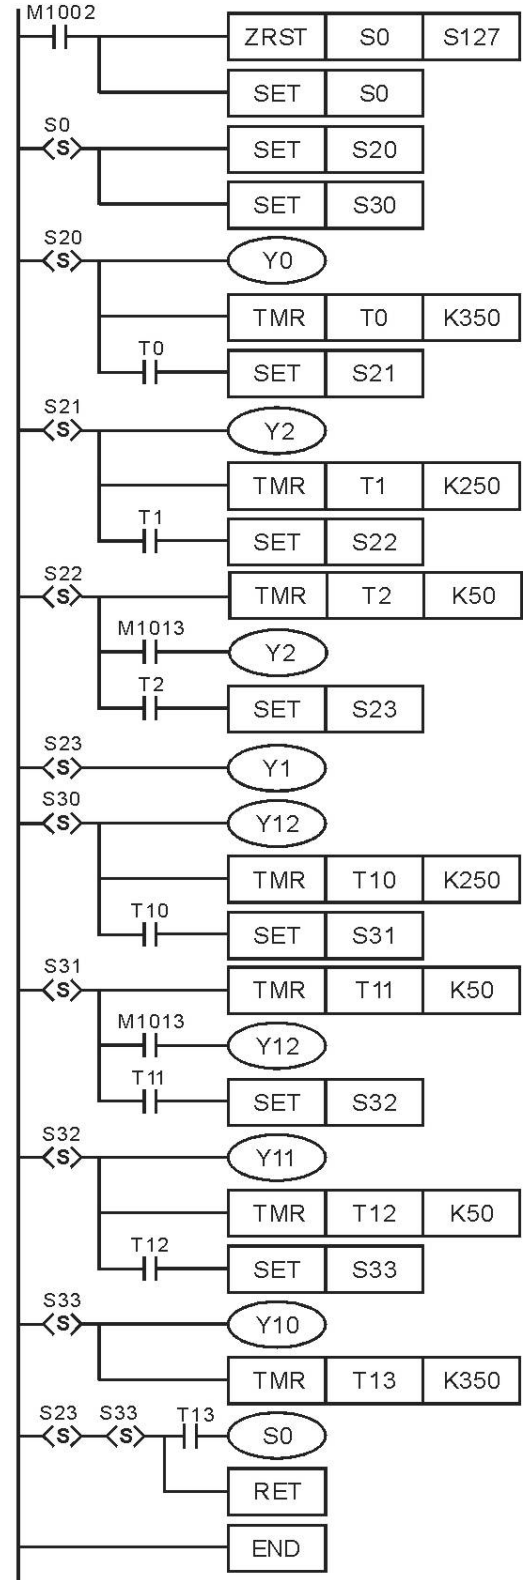 M1002
ZRST S0 S127
SET S0
S0
S
SET S20
SET S30
S20
S
Y0
TMR T0 K350
T0
SET S21
S21
S
Y2
TMR T1 K250
T1
SET S22
S22
S
TMR T2 K50
M1013
Y2
T2
SET S23
S23
S
Y1
S30
S
Y12
TMR T10 K250
T10
SET S31
S31
S
TMR T11 K50
M1013
Y12
T11
SET S32
S32
S
Y11
TMR T12 K50
T12
SET S33
S33
S
Y10
TMR T13 K350
S23 S33 T13
S S
S0
RET
END